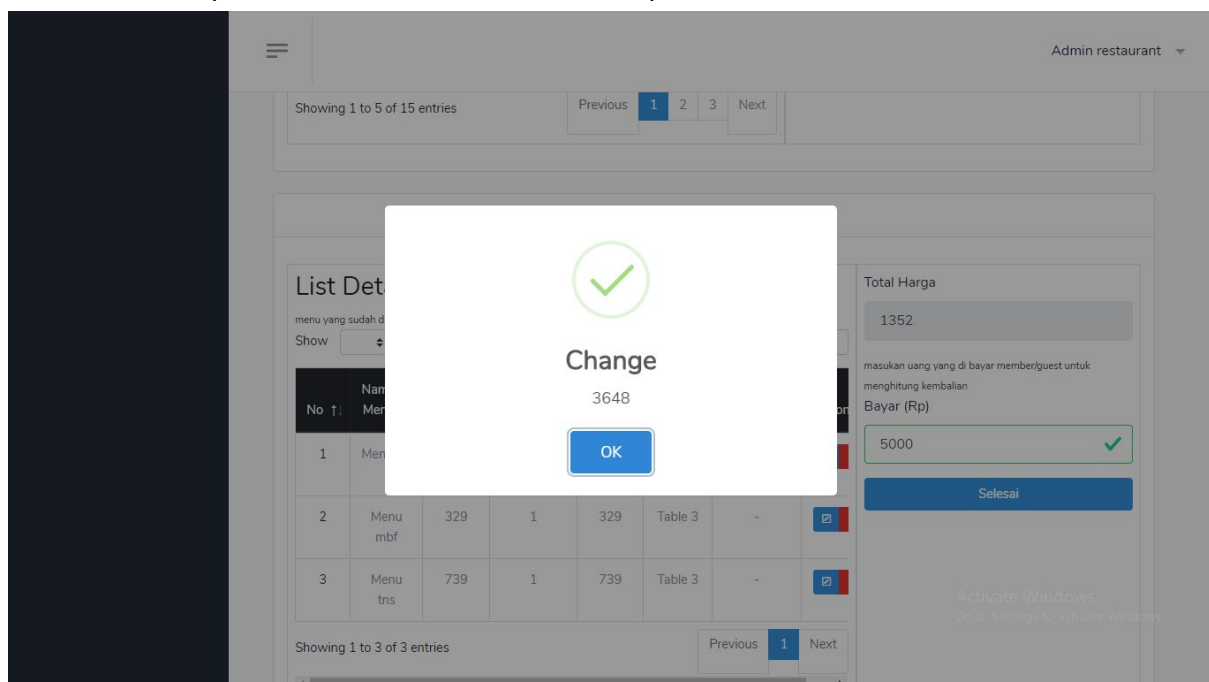 Admin restaurant
Showing 1 to 5 of 15 entries
Previous 1 2 3 Next
List
Total Harga
menu yang sudah
1352
Show
Change
masukan uang yang di bayar member/guest untuk
menghitung kembalian
3648
No ↑↓
Bayar (Rp)
OK
5000
1
Selesai
2 Menu mbf 329 1 329 Table 3 -
3 Menu tns 739 1 739 Table 3 -
Activate Windows
Go to Settings to activate Windows.
Showing 1 to 3 of 3 entries
Previous 1 Next